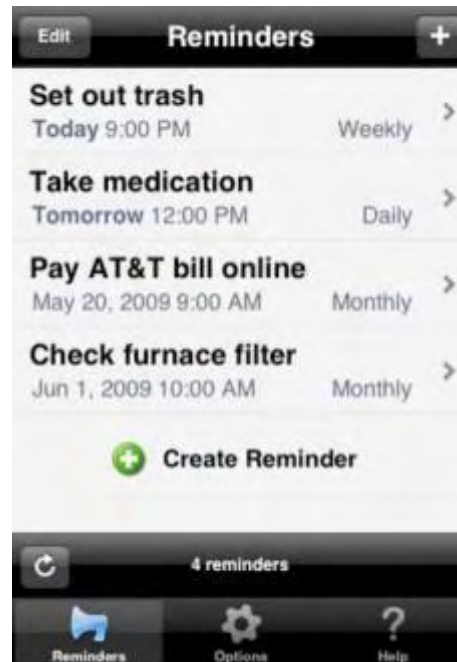 Edit Reminders +
Set out trash
Today 9:00 PM Weekly
Take medication
Tomorrow 12:00 PM Daily
Pay AT&T bill online
May 20, 2009 9:00 AM Monthly
Check furnace filter
Jun 1, 2009 10:00 AM Monthly
Create Reminder
4 reminders
Reminders Options Help